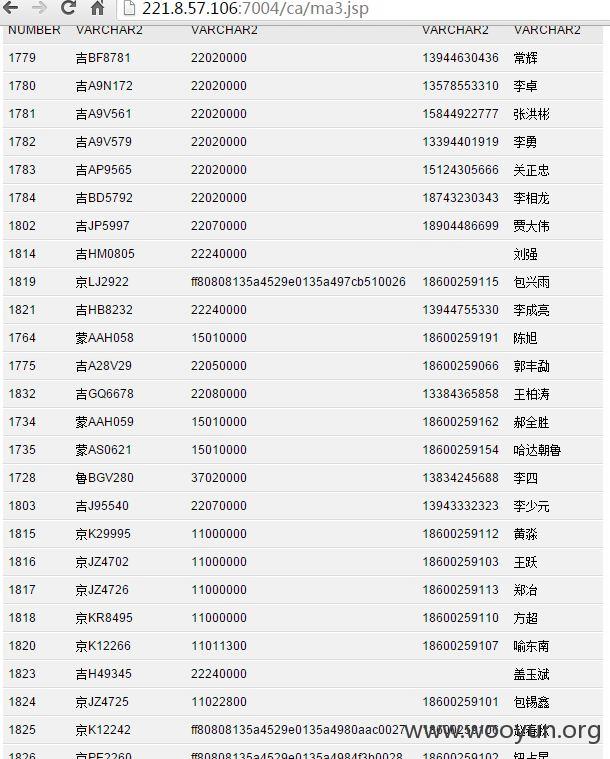 221.8.57.106:7004/ca/ma3.jsp
NUMBER VARCHAR2 VARCHAR2 VARCHAR2 VARCHAR2
1779 吉BF8781 22020000 13944630436 常辉
1780 吉A9N172 22020000 13578553310 李卓
1781 吉A9V561 22020000 15844922777 张洪彬
1782 吉A9V579 22020000 13394401919 李勇
1783 吉AP9565 22020000 15124305666 关正忠
1784 吉BD5792 22020000 18743230343 李相龙
1802 吉JP5997 22070000 18904486699 贾大伟
1814 吉HM0805 22240000 刘强
1819 京LJ2922 ff80808135a4529e0135a497cb510026 18600259115 包兴雨
1821 吉HB8232 22240000 13944755330 李成亮
1764 蒙AAH058 15010000 18600259191 陈旭
1775 吉A28V29 22050000 18600259066 郭丰勐
1832 吉GQ6678 22080000 13384365858 王柏涛
1734 蒙AAH059 15010000 18600259162 郝全胜
1735 蒙AS0621 15010000 18600259154 哈达朝鲁
1728 鲁BGV280 37020000 13834245688 李四
1803 吉J95540 22070000 13943332323 李少元
1815 京K29995 11000000 18600259112 黄淼
1816 京JZ4702 11000000 18600259103 王跃
1817 京JZ4726 11000000 18600259113 郑冶
1818 京KR8495 11000000 18600259110 方超
1820 京K12266 11011300 18600259107 喻东南
1823 吉H49345 22240000 盖玉斌
1824 京JZ4725 11022800 18600259101 包锡鑫
1825 京K12242 ff80808135a4529e0135a4980aac0027 18600259106
www.wooyun.org
1826 京PE2260 ff80808135a4529e0135a4984f3b0028 18600259102